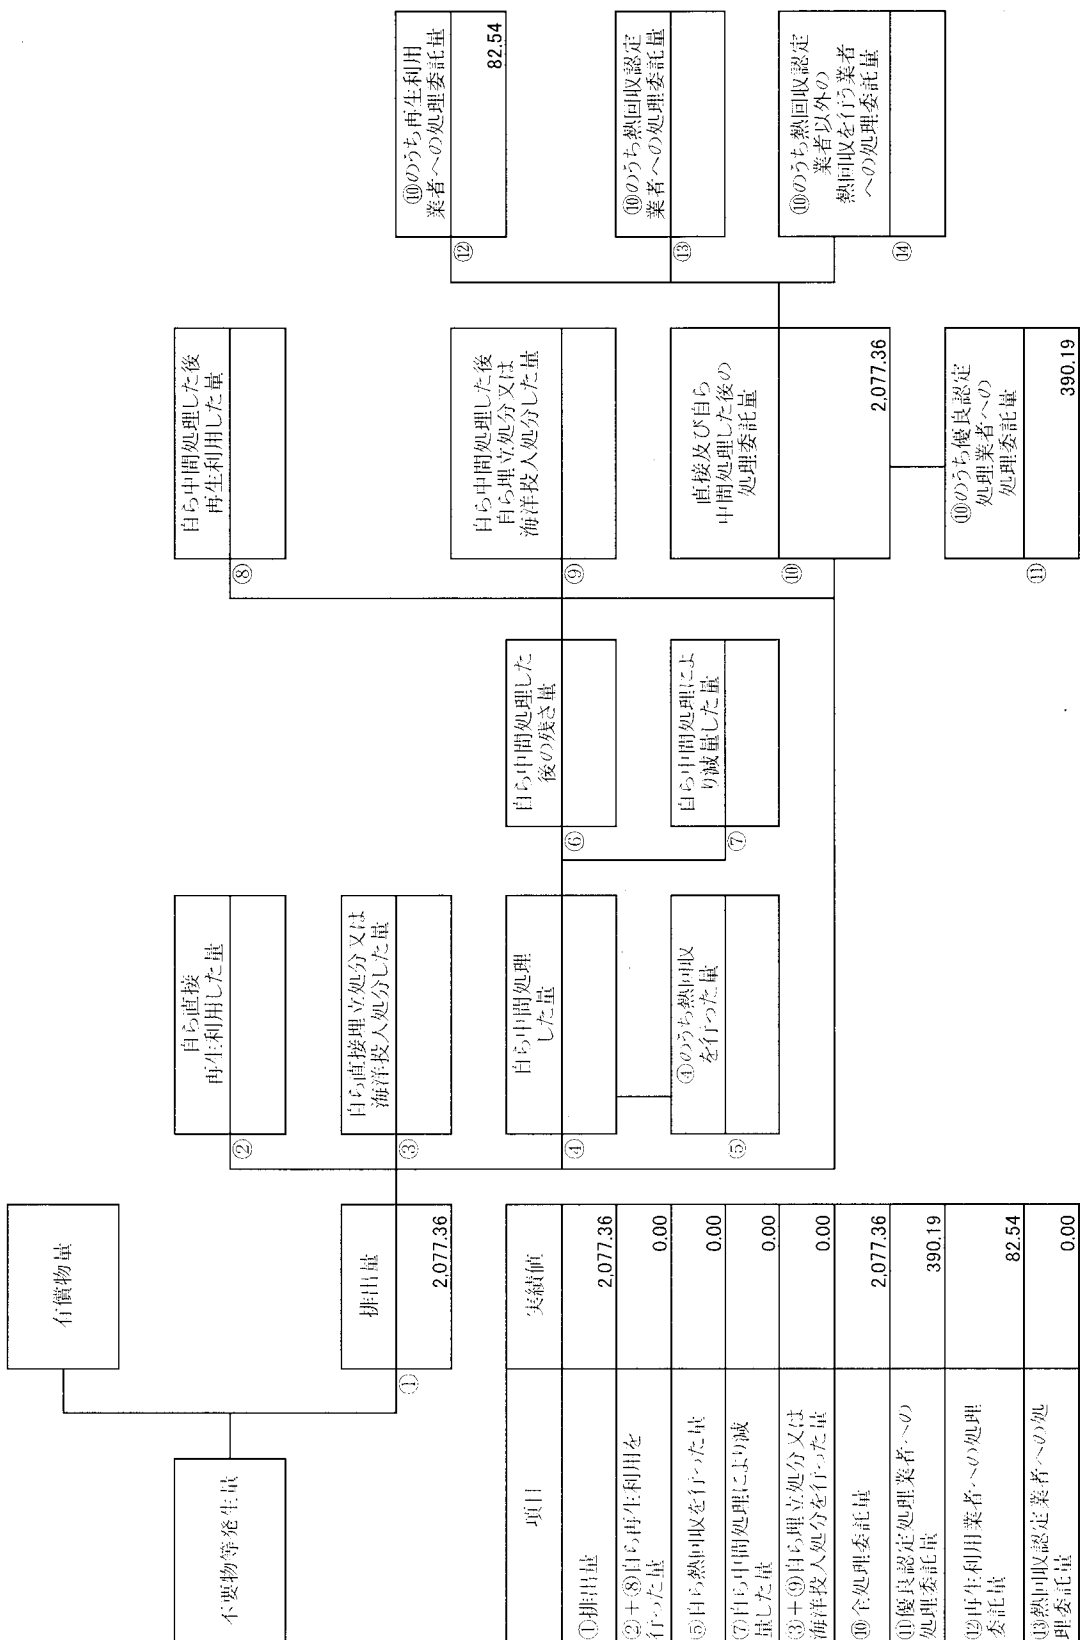 不要物等発生量
有償物量
①
排出量
2,077.36
②
自ら直接
再生利用した量
③
自ら直接埋立処分又は
海洋投入処分した量
④
自ら中間処理
した量
⑤
④のうち熱回収
を行った量
⑥
自ら中間処理した
後の残さ量
⑦
自ら中間処理によ
り減量した量
⑧
自ら中間処理した後
再生利用した量
⑨
自ら中間処理した後
自ら埋立処分又は
海洋投入処分した量
⑩
直接及び自ら
中間処理した後の
処理委託量
2,077.36
⑪
⑩のうち優良認定
処理業者への
処理委託量
390.19
⑫
⑩のうち再生利用
業者への処理委託量
82.54
⑬
⑩のうち熱回収認定
業者への処理委託量
⑭
⑩のうち熱回収認定
業者以外の
熱回収を行う業者
への処理委託量
項目 実績値
①排出量 2,077.36
②+⑧自ら再生利用を
行った量 0.00
⑤自ら熱回収を行った量 0.00
⑦自ら中間処理により減
量した量 0.00
③+⑨自ら埋立処分又は
海洋投入処分を行った量 0.00
⑩全処理委託量 2,077.36
⑪優良認定処理業者への
処理委託量 390.19
⑫再生利用業者への処理
委託量 82.54
⑬熱回収認定業者への処
理委託量 0.00